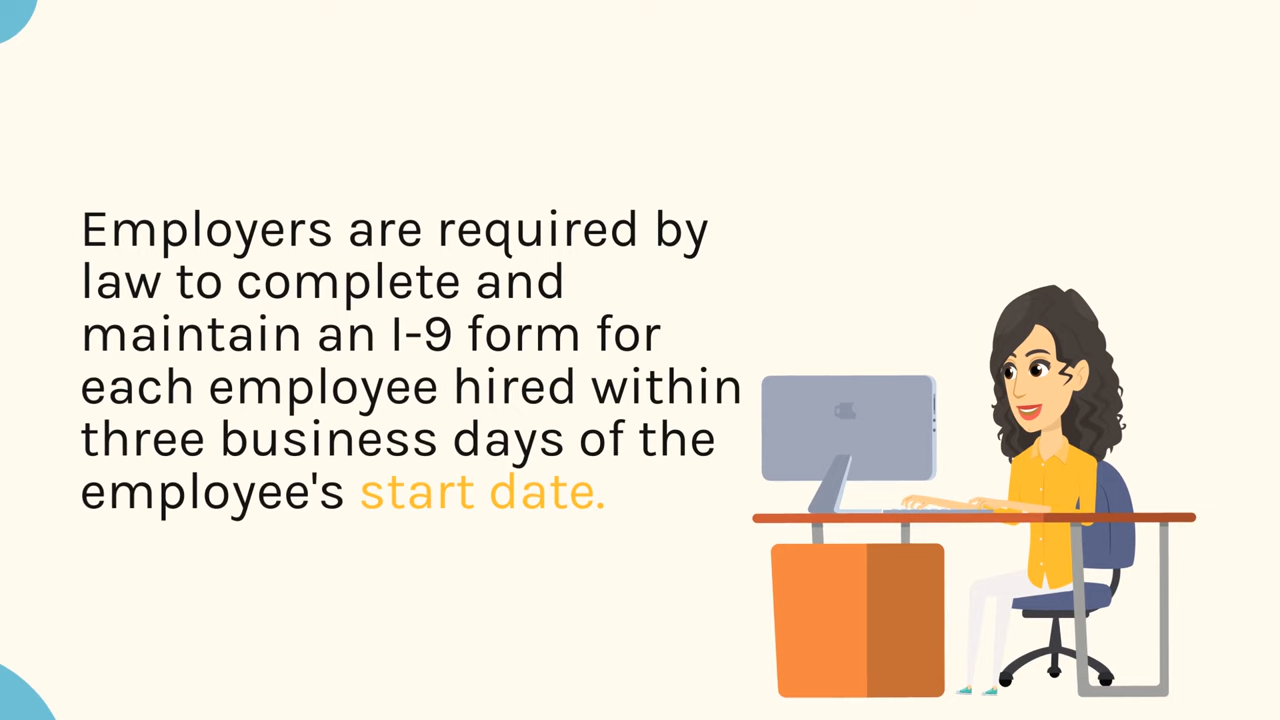 Employers are required by
law to complete and
maintain an I-9 form for
each employee hired within
three business days of the
employee's start date.